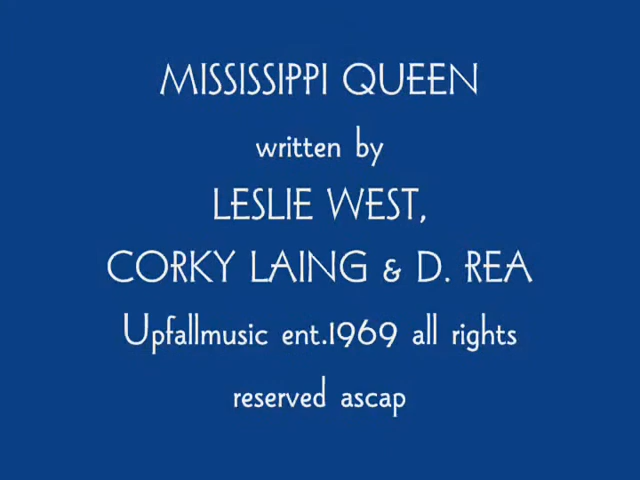 MISSISSIPPI QUEEN
written by
LESLIE WEST,
CORKY LAING & D. REA
Upfallmusic ent.1969 all rights
reserved ascap